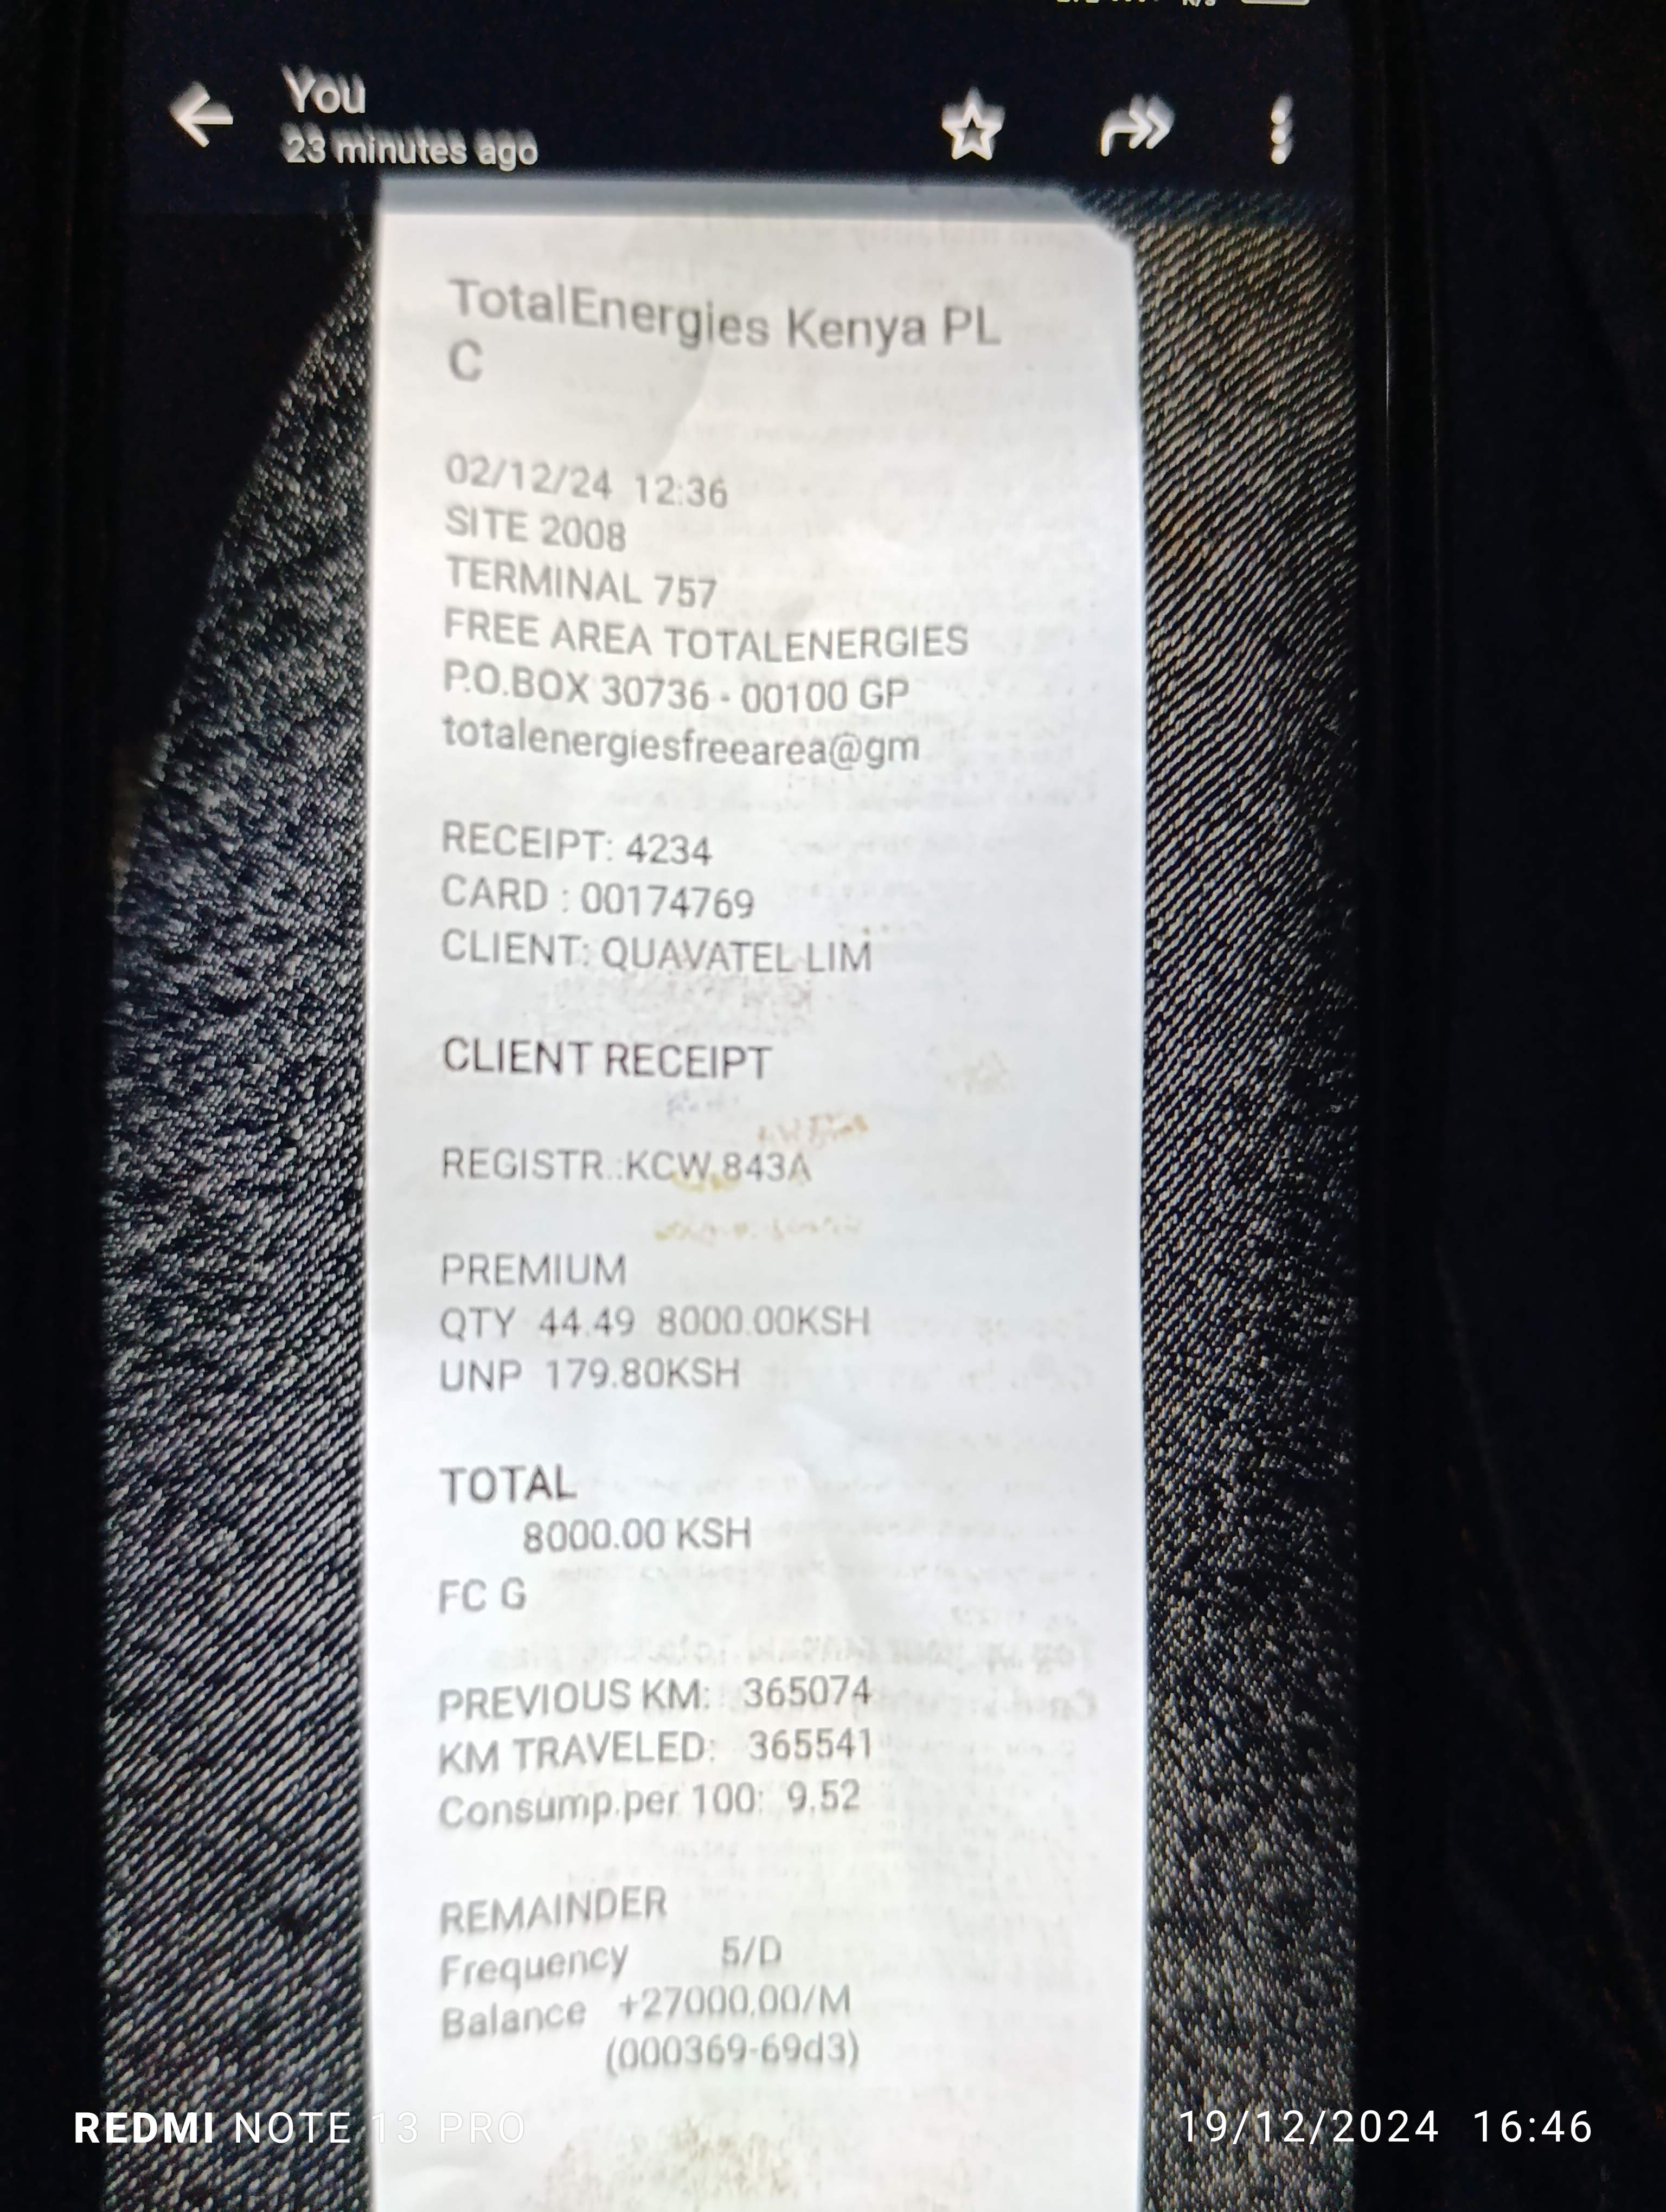 You
23 minutes ago
TotalEnergies Kenya PL
C
02/12/24 12:36
SITE 2008
TERMINAL 757
FREE AREA TOTALENERGIES
P.O.BOX 30736 - 00100 GP
totalenergiesfreearea@gm
RECEIPT: 4234
CARD : 00174769
CLIENT: QUAVATEL LIM
CLIENT RECEIPT
REGISTR.:KCW 843A
PREMIUM
QTY 44.49 8000.00KSH
UNP 179.80KSH
TOTAL
8000.00 KSH
FC G
PREVIOUS KM: 365074
KM TRAVELED: 365541
Consump.per 100: 9.52
REMAINDER
Frequency 5/D
Balance +27000.00/M
(000369-69d3)
REDMI NOTE 13 PRO
19/12/2024 16:46